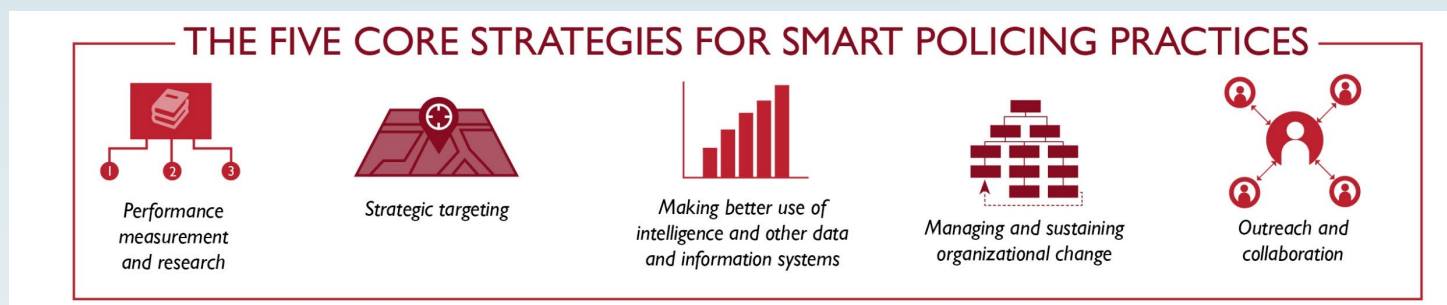 THE FIVE CORE STRATEGIES FOR SMART POLICING PRACTICES
1 2 3
Performance
measurement
and research
Strategic targeting
Making better use of
intelligence and other data
and information systems
Managing and sustaining
organizational change
Outreach and
collaboration